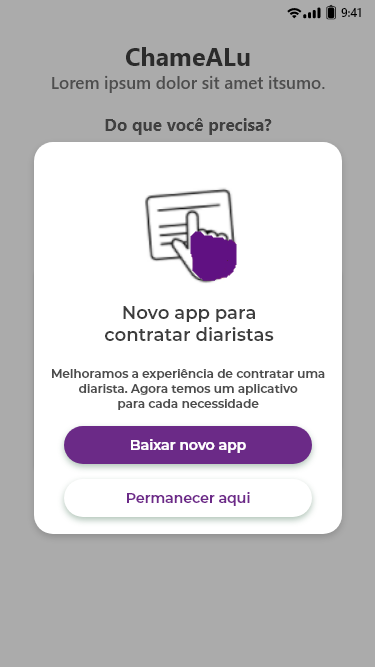 9:41
ChameALu
Lorem ipsum dolor sit amet itsumo.
Do que você precisa?
Novo app para
contratar diaristas
Melhoramos a experiência de contratar uma
diarista. Agora temos um aplicativo
para cada necessidade
Baixar novo app
Permanecer aqui